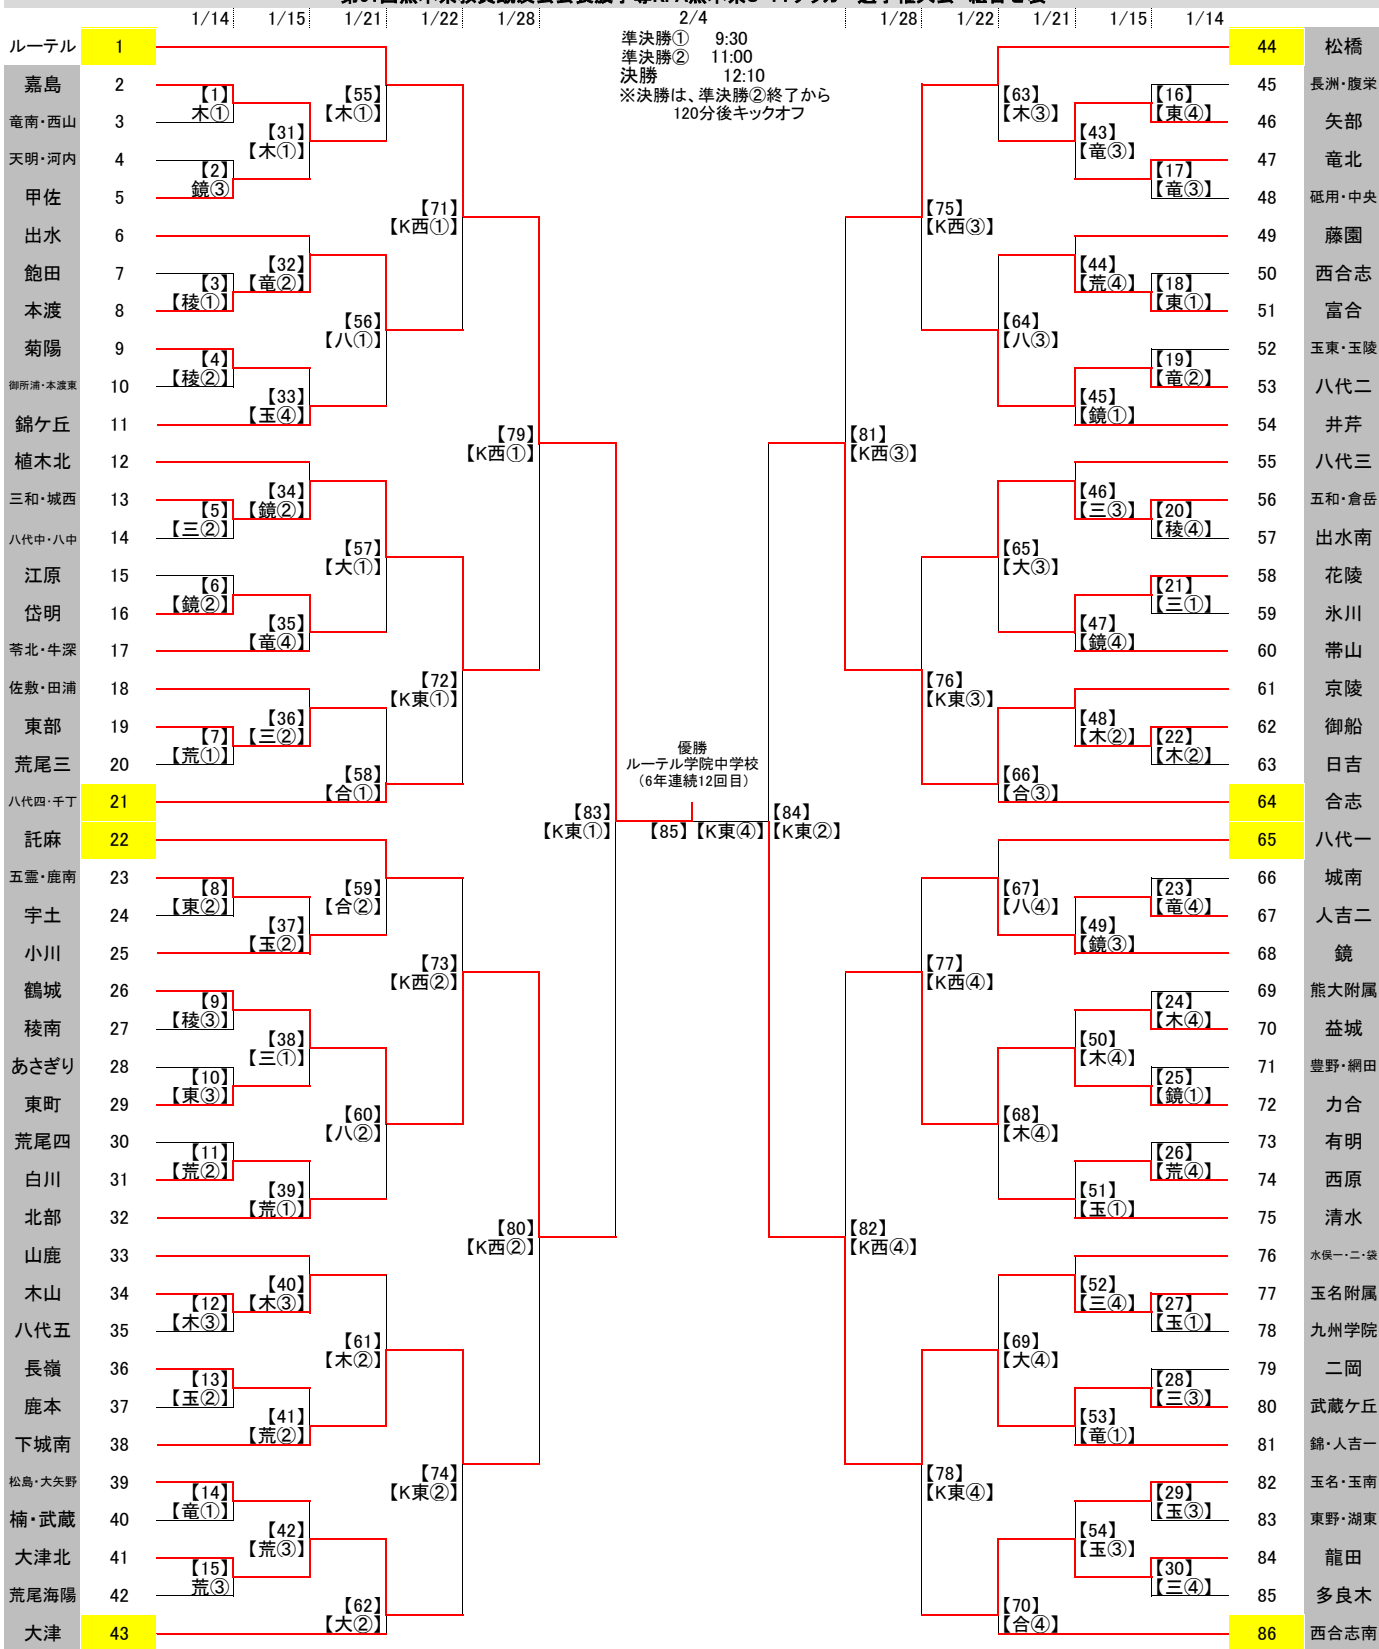 1/14 1/15 1/21 1/22 1/28 2/4 1/28 1/22 1/21 1/15 1/14
準決勝① 9:30
準決勝② 11:00
決勝 12:10
※決勝は、準決勝②終了から
120分後キックオフ
ルーテル 1
嘉島 2
竜南・西山 3
天明・河内 4
甲佐 5
出水 6
飽田 7
本渡 8
菊陽 9
御所浦・本渡東 10
錦ケ丘 11
植木北 12
三和・城西 13
八代中・八中 14
江原 15
岱明 16
苓北・牛深 17
佐敷・田浦 18
東部 19
荒尾三 20
八代四・千丁 21
託麻 22
五霊・鹿南 23
宇土 24
小川 25
鶴城 26
稜南 27
あさぎり 28
東町 29
荒尾四 30
白川 31
北部 32
山鹿 33
木山 34
八代五 35
長嶺 36
鹿本 37
下城南 38
松島・大矢野 39
楠・武蔵 40
大津北 41
荒尾海陽 42
大津 43
【1】
木①
【2】
鏡③
【3】
【稜①】
【4】
【稜②】
【5】
【三②】
【6】
【鏡②】
【7】
【荒①】
【8】
【東②】
【9】
【稜③】
【10】
【東③】
【11】
【荒②】
【12】
【木③】
【13】
【玉②】
【14】
【竜①】
【15】
荒③
【31】
【木①】
【32】
【竜②】
【33】
【玉④】
【34】
【鏡②】
【35】
【竜④】
【36】
【三②】
【37】
【玉②】
【38】
【三①】
【39】
【荒①】
【40】
【木③】
【41】
【荒②】
【42】
【荒③】
【55】
【木①】
【56】
【八①】
【57】
【大①】
【58】
【合①】
【59】
【合②】
【60】
【八②】
【61】
【木②】
【62】
【大②】
【71】
【K西①】
【72】
【K東①】
【73】
【K西②】
【74】
【K東②】
【79】
【K西①】
【80】
【K西②】
【83】
【K東①】
優勝
ルーテル学院中学校
（6年連続12回目）
【85】【K東④】
【84】
【K東②】
【81】
【K西③】
【82】
【K西④】
【75】
【K西③】
【76】
【K東③】
【77】
【K西④】
【78】
【K東④】
【63】
【木③】
【64】
【八③】
【65】
【大③】
【66】
【合③】
【67】
【八④】
【68】
【木④】
【69】
【大④】
【70】
【合④】
【43】
【竜③】
【44】
【荒④】
【45】
【鏡①】
【46】
【三③】
【47】
【鏡④】
【48】
【木②】
【49】
【鏡③】
【50】
【木④】
【51】
【玉①】
【52】
【三④】
【53】
【竜①】
【54】
【玉③】
【16】
【東④】
【17】
【竜③】
【18】
【東①】
【19】
【竜②】
【20】
【稜④】
【21】
【三①】
【22】
【木②】
【23】
【竜④】
【24】
【木④】
【25】
【鏡①】
【26】
【荒④】
【27】
【玉①】
【28】
【三③】
【29】
【玉③】
【30】
【三④】
44 松橋
45 長洲・腹栄
46 矢部
47 竜北
48 砥用・中央
49 藤園
50 西合志
51 富合
52 玉東・玉陵
53 八代二
54 井芹
55 八代三
56 五和・倉岳
57 出水南
58 花陵
59 氷川
60 帯山
61 京陵
62 御船
63 日吉
64 合志
65 八代一
66 城南
67 人吉二
68 鏡
69 熊大附属
70 益城
71 豊野・網田
72 力合
73 有明
74 西原
75 清水
76 水俣一・二・袋
77 玉名附属
78 九州学院
79 二岡
80 武蔵ケ丘
81 錦・人吉一
82 玉名・玉南
83 東野・湖東
84 龍田
85 多良木
86 西合志南